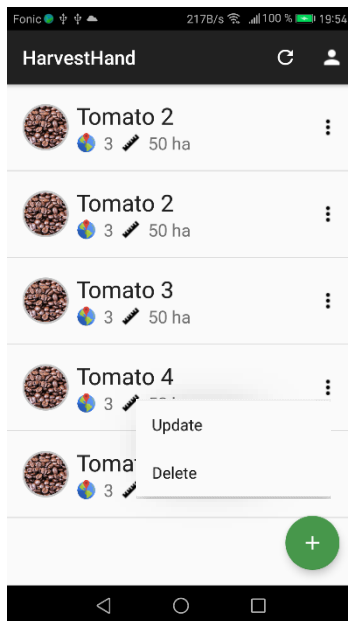 Fonic 217B/s 100 % 19:54
HarvestHand
Tomato 2
3 50 ha
Tomato 2
3 50 ha
Tomato 3
3 50 ha
Tomato 4
3
Update
Toma
3
Delete
+